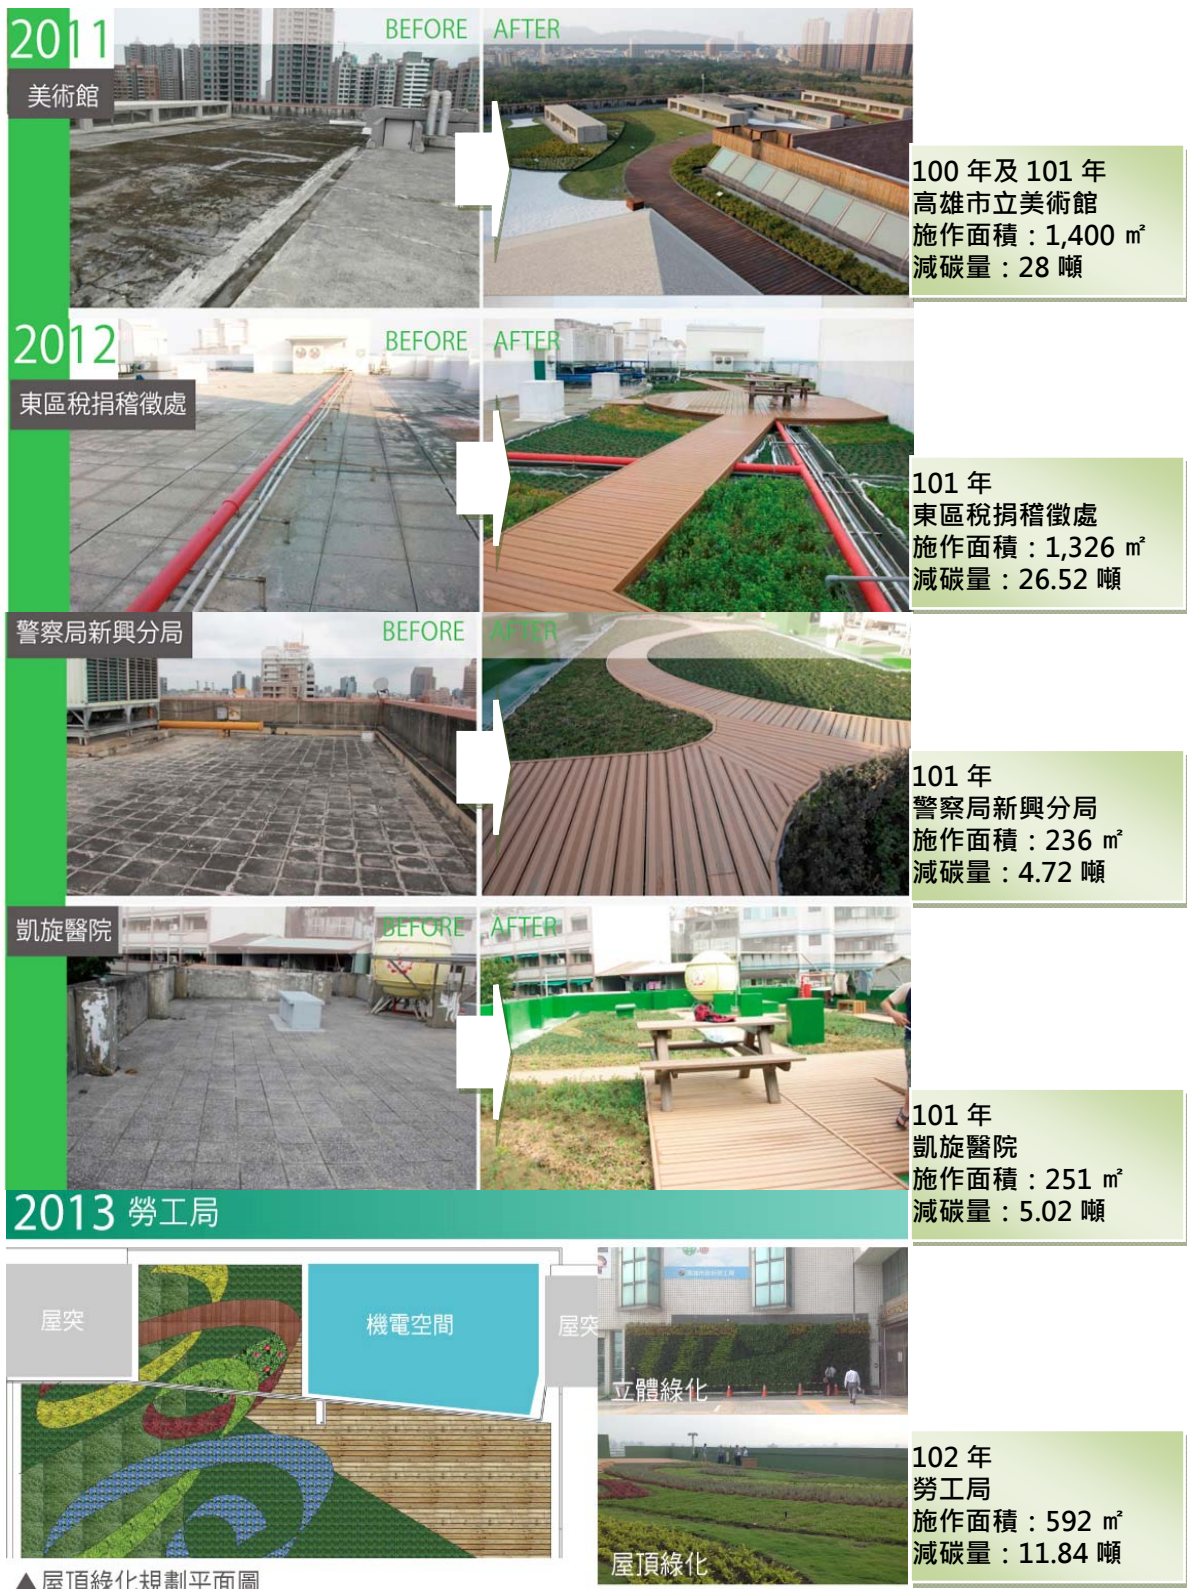 2011
美術館
BEFORE
AFTER
100 年及 101 年
高雄市立美術館
施作面積：1,400 ㎡
減碳量：28 噸
2012
東區稅捐稽徵處
BEFORE
AFTER
101 年
東區稅捐稽徵處
施作面積：1,326 ㎡
減碳量：26.52 噸
警察局新興分局
BEFORE
AFTER
101 年
警察局新興分局
施作面積：236 ㎡
減碳量：4.72 噸
凱旋醫院
BEFORE
AFTER
101 年
凱旋醫院
施作面積：251 ㎡
減碳量：5.02 噸
2013 勞工局
屋突
機電空間
屋突
立體綠化
屋頂綠化
102 年
勞工局
施作面積：592 ㎡
減碳量：11.84 噸
▲屋頂綠化規劃平面圖